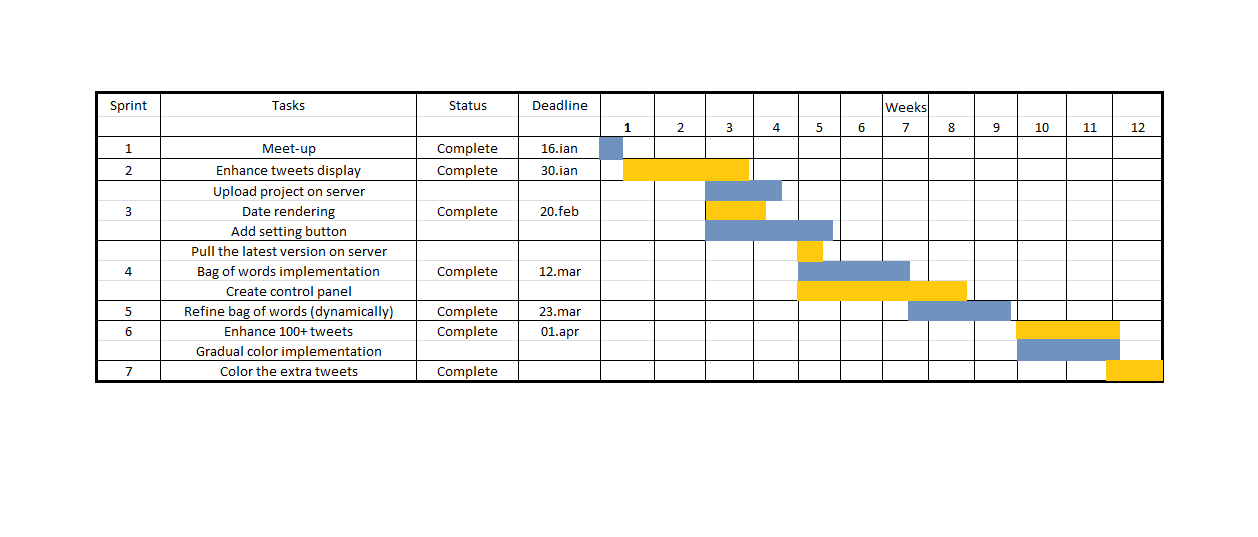 Sprint Tasks Status Deadline Weeks
1 2 3 4 5 6 7 8 9 10 11 12
1 Meet-up Complete 16.ian
2 Enhance tweets display Complete 30.ian
Upload project on server
3 Date rendering Complete 20.feb
Add setting button
Pull the latest version on server
4 Bag of words implementation Complete 12.mar
Create control panel
5 Refine bag of words (dynamically) Complete 23.mar
6 Enhance 100+ tweets Complete 01.apr
Gradual color implementation
7 Color the extra tweets Complete